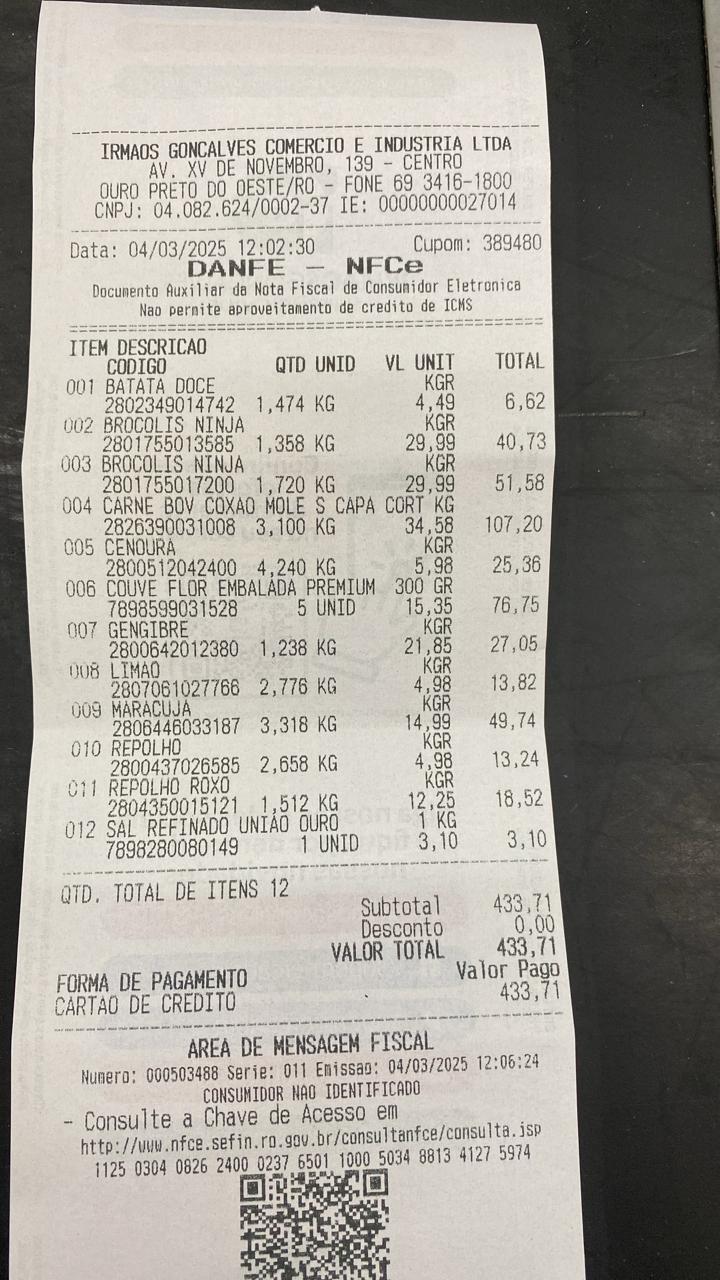 IRMAOS GONCALVES COMERCIO E INDUSTRIA LTDA
AV. XV DE NOVEMBRO, 139 - CENTRO
OURO PRETO DO OESTE/RO - FONE 69 3416-1800
CNPJ: 04.082.624/0002-37 IE: 00000000027014
Data: 04/03/2025 12:02:30 Cupom: 389480
DANFE - NFCe
Documento Auxiliar da Nota Fiscal de Consumidor Eletronica
Nao permite aproveitamento de credito de ICMS
ITEM DESCRICAO
CODIGO QTD UNID VL UNIT TOTAL
001 BATATA DOCE KGR
2802349014742 1,474 KG 4,49 6,62
002 BROCOLIS NINJA KGR
2801755013585 1,358 KG 29,99 40,73
003 BROCOLIS NINJA KGR
2801755017200 1,720 KG 29,99 51,58
004 CARNE BOV COXAO MOLE S CAPA CORT KG
2826390031008 3,100 KG 34,58 107,20
005 CENOURA KGR
2800512042400 4,240 KG 5,98 25,36
006 COUVE FLOR EMBALADA PREMIUM 300 GR
7898599031528 5 UNID 15,35 76,75
007 GENGIBRE KGR
2800642012380 1,238 KG 21,85 27,05
008 LIMAO KGR
2807061027766 2,776 KG 4,98 13,82
009 MARACUJA KGR
2806446033187 3,318 KG 14,99 49,74
010 REPOLHO KGR
2800437026585 2,658 KG 4,98 13,24
011 REPOLHO ROXO KGR
2804350015121 1,512 KG 12,25 18,52
012 SAL REFINADO UNIAO OURO 1 KG
7898280080149 1 UNID 3,10 3,10
QTD. TOTAL DE ITENS 12
Subtotal 433,71
Desconto 0,00
VALOR TOTAL 433,71
FORMA DE PAGAMENTO Valor Pago
CARTAO DE CREDITO 433,71
AREA DE MENSAGEM FISCAL
Numero: 000503488 Serie: 011 Emissao: 04/03/2025 12:06:24
CONSUMIDOR NAO IDENTIFICADO
- Consulte a Chave de Acesso em
http://www.nfce.sefin.ro.gov.br/consultanfce/consulta.jsp
1125 0304 0826 2400 0237 6501 1000 5034 8813 4127 5974